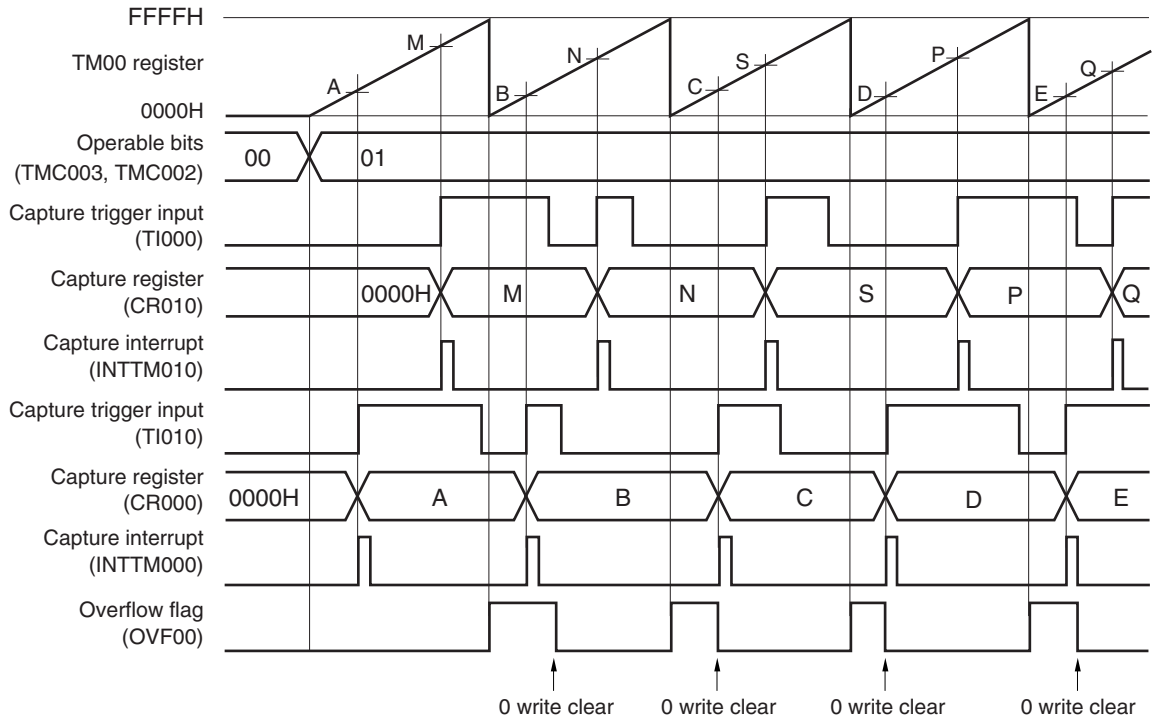 FFFFH
TM00 register
0000H
A M B N C S D P E Q
Operable bits
(TMC003, TMC002)
00 01
Capture trigger input
(TI000)
Capture register
(CR010)
0000H M N S P Q
Capture interrupt
(INTTM010)
Capture trigger input
(TI010)
Capture register
(CR000)
0000H A B C D E
Capture interrupt
(INTTM000)
Overflow flag
(OVF00)
0 write clear 0 write clear 0 write clear 0 write clear